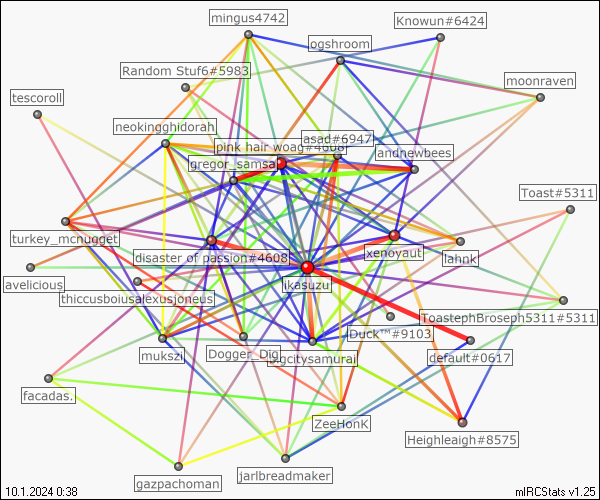 mingus4742
Knowun#6424
ogshroom
Random Stuf6#5983
moonraven
tescoroll
neokingghidorah
asad#6947
pink hair woag#4608
andnewbees
gregor_samsa
Toast#5311
turkey_mcnugget
xenoyaut
lahnk
disaster of passion#4608
avelicious
ikasuzu
thiccusboiusalexusjoneus
ToastephBroseph5311#5311
Duck™#9103
mukszi
Dogger_Dig
bigcitysamurai
default#0617
facadas.
ZeeHonk
Heighleaigh#8575
gazpachoman
jarlbreadmaker
10.1.2024 0:38
mIRCStats v1.25